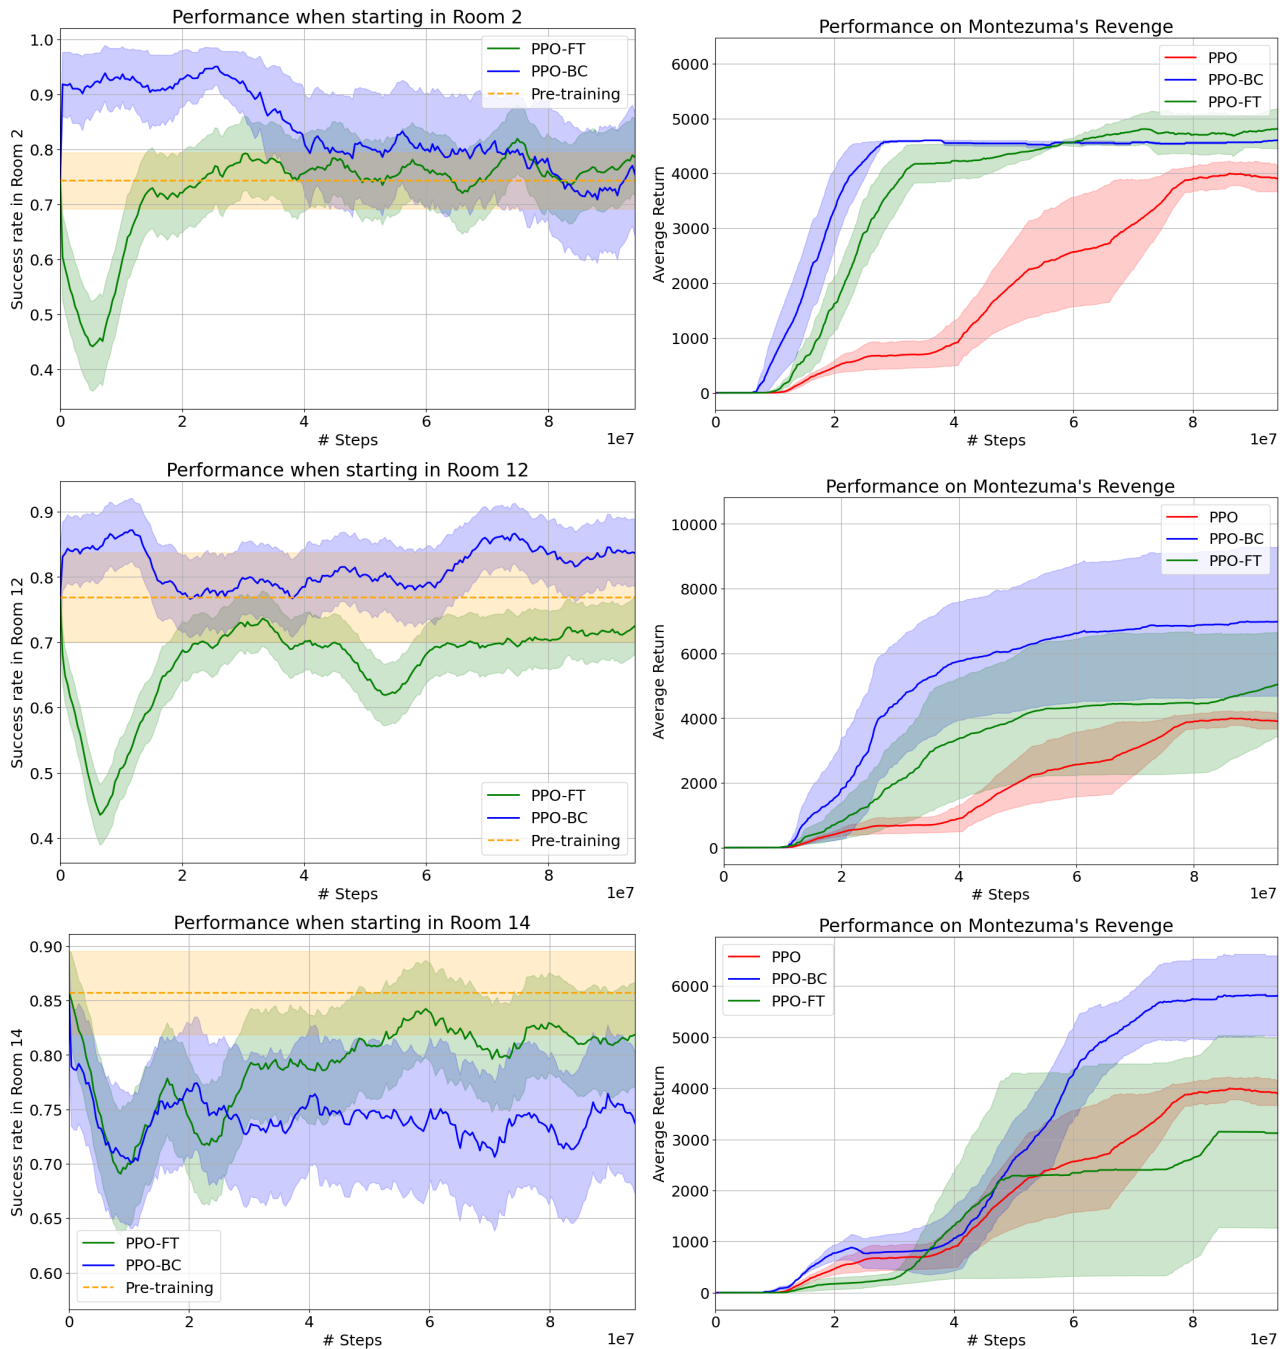 Performance when starting in Room 2
Success rate in Room 2
1.0
0.9
0.8
0.7
0.6
0.5
0.4
0
2
4
6
8
1e7
# Steps
PPO-FT
PPO-BC
Pre-training
Performance on Montezuma's Revenge
Average Return
6000
5000
4000
3000
2000
1000
0
0
2
4
6
8
1e7
# Steps
PPO
PPO-BC
PPO-FT
Performance when starting in Room 12
Success rate in Room 12
0.9
0.8
0.7
0.6
0.5
0.4
0
2
4
6
8
1e7
# Steps
PPO-FT
PPO-BC
Pre-training
Performance on Montezuma's Revenge
Average Return
10000
8000
6000
4000
2000
0
0
2
4
6
8
1e7
# Steps
PPO
PPO-BC
PPO-FT
Performance when starting in Room 14
Success rate in Room 14
0.90
0.85
0.80
0.75
0.70
0.65
0.60
0
2
4
6
8
1e7
# Steps
PPO-FT
PPO-BC
Pre-training
Performance on Montezuma's Revenge
Average Return
6000
5000
4000
3000
2000
1000
0
0
2
4
6
8
1e7
# Steps
PPO
PPO-BC
PPO-FT